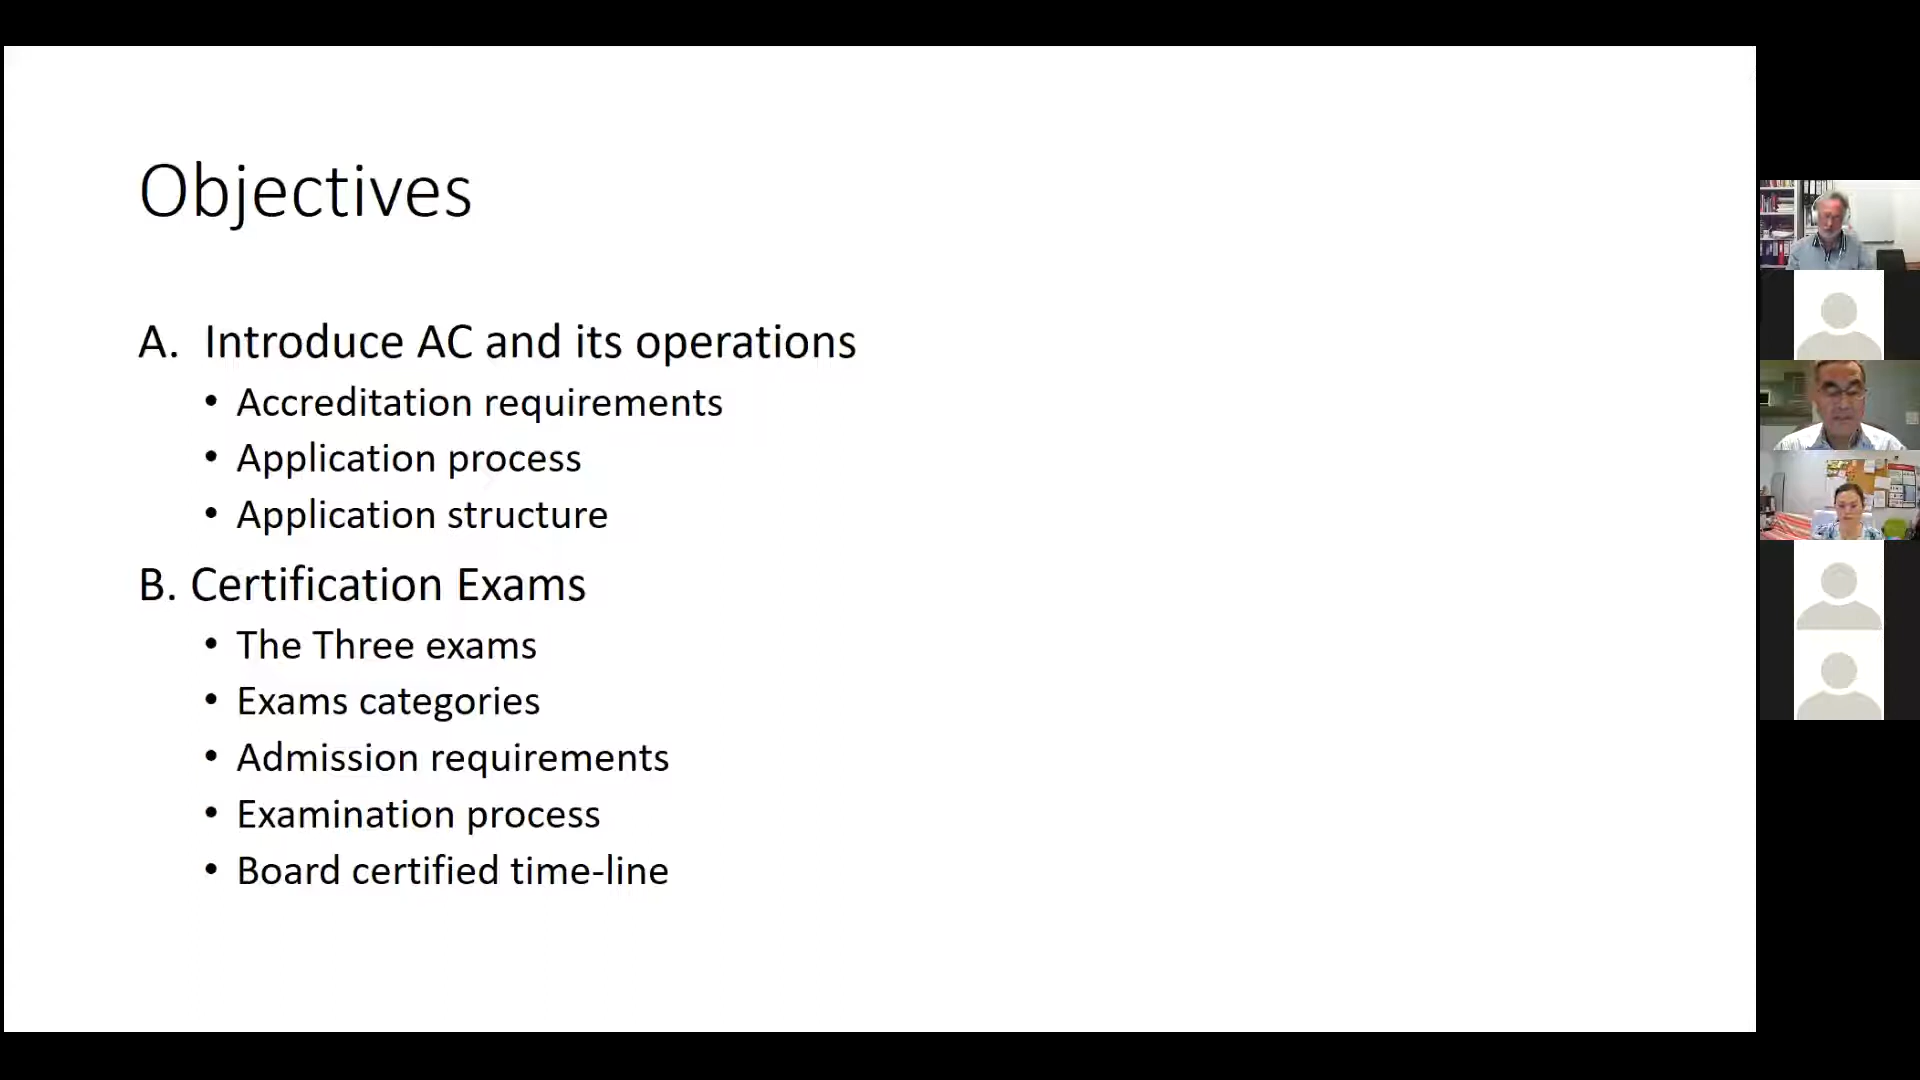 Objectives
A. Introduce AC and its operations
• Accreditation requirements
• Application process
• Application structure
B. Certification Exams
• The Three exams
• Exams categories
• Admission requirements
• Examination process
• Board certified time-line